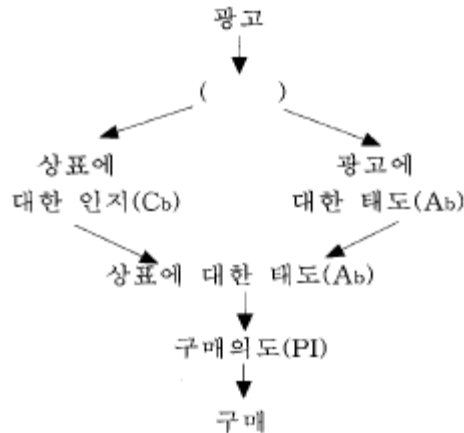 광고
( )
상표에
대한 인지(Cb)
광고에
대한 태도(Ab)
상표에 대한 태도(Ab)
구매의도(PI)
구매